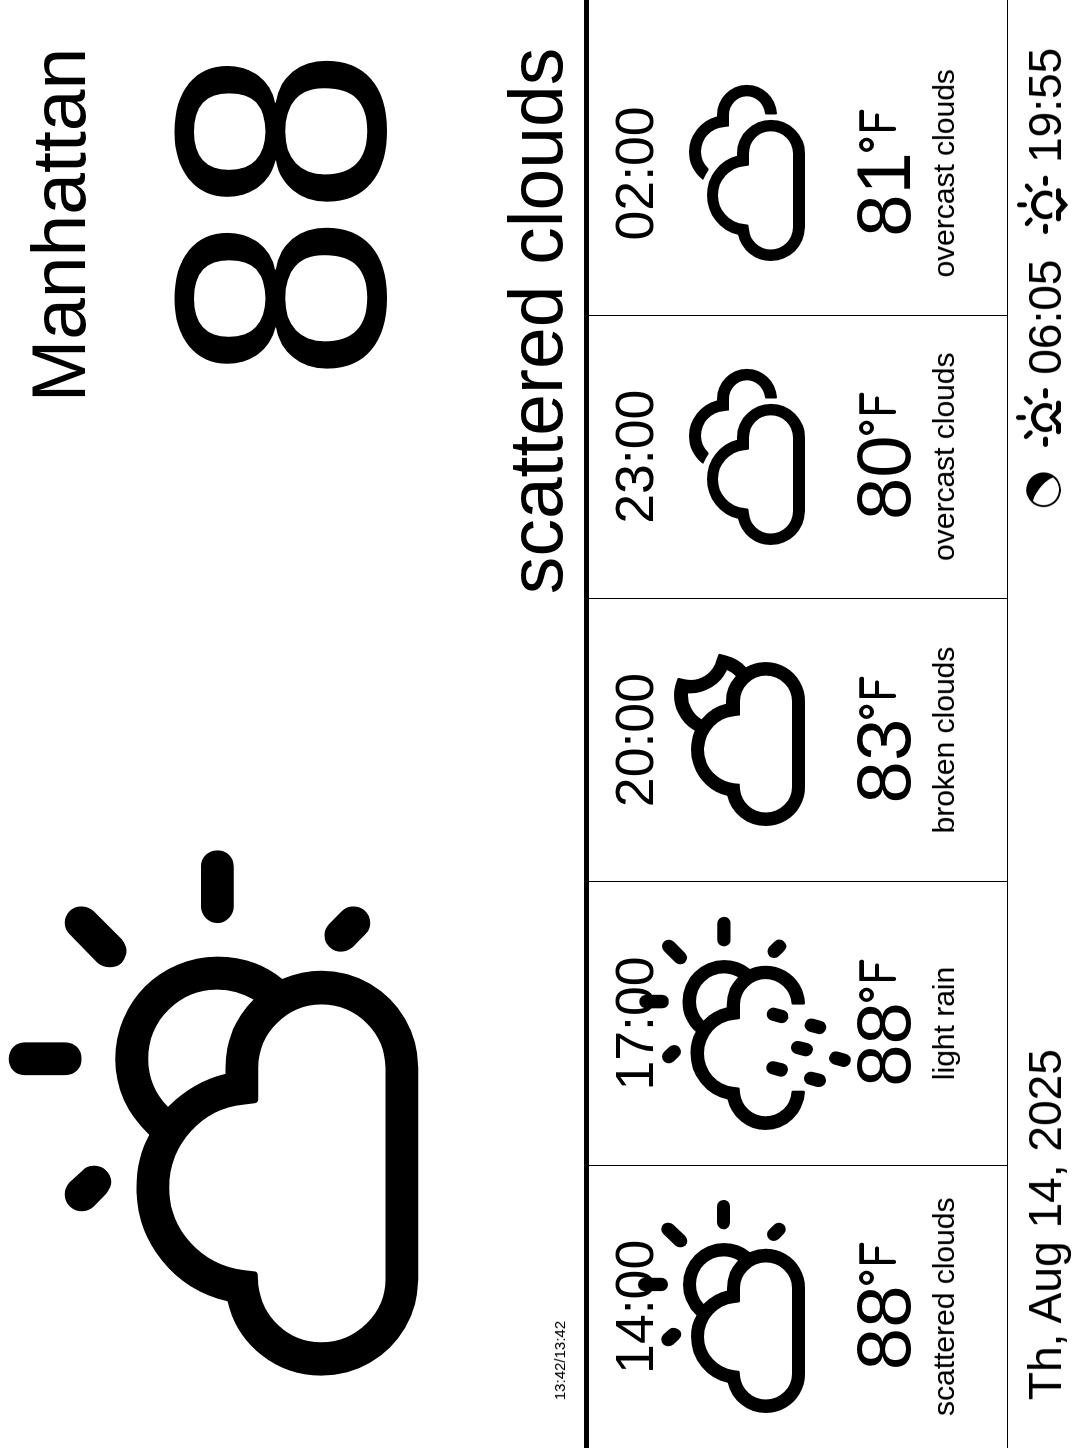 Manhattan
88
scattered clouds
13:42/13:42
14:00 17:00 20:00 23:00 02:00
88°F 88°F 83°F 80°F 81°F
scattered clouds light rain broken clouds overcast clouds overcast clouds
Th, Aug 14, 2025 06:05 19:55